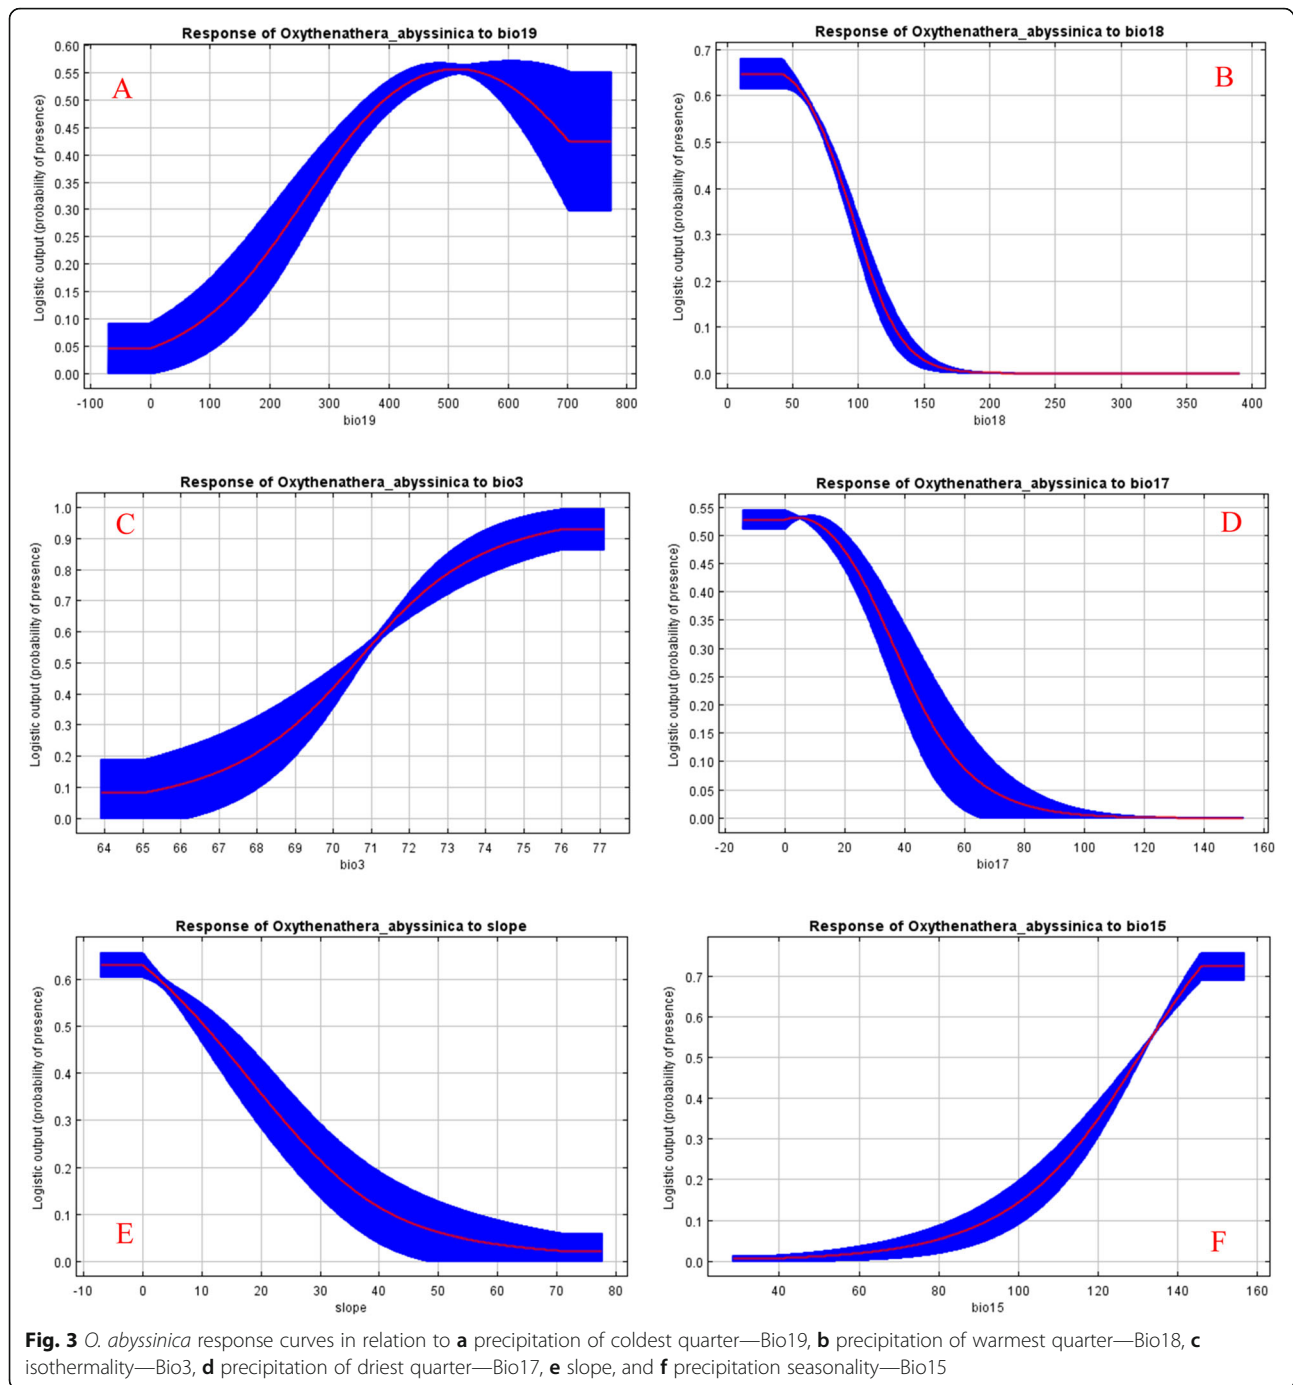 Response of Oxythenathera_abyssinica to bio19
A
Logistic output (probability of presence)
0.60
0.55
0.50
0.45
0.40
0.35
0.30
0.25
0.20
0.15
0.10
0.05
0.00
-100 0 100 200 300 400 500 600 700 800
bio19
Response of Oxythenathera_abyssinica to bio18
B
Logistic output (probability of presence)
0.7
0.6
0.5
0.4
0.3
0.2
0.1
0.0
0 50 100 150 200 250 300 350 400
bio18
Response of Oxythenathera_abyssinica to bio3
C
Logistic output (probability of presence)
1.0
0.9
0.8
0.7
0.6
0.5
0.4
0.3
0.2
0.1
0.0
64 65 66 67 68 69 70 71 72 73 74 75 76 77
bio3
Response of Oxythenathera_abyssinica to bio17
D
Logistic output (probability of presence)
0.55
0.50
0.45
0.40
0.35
0.30
0.25
0.20
0.15
0.10
0.05
0.00
-20 0 20 40 60 80 100 120 140 160
bio17
Response of Oxythenathera_abyssinica to slope
E
Logistic output (probability of presence)
0.6
0.5
0.4
0.3
0.2
0.1
0.0
-10 0 10 20 30 40 50 60 70 80
slope
Response of Oxythenathera_abyssinica to bio15
F
Logistic output (probability of presence)
0.7
0.6
0.5
0.4
0.3
0.2
0.1
0.0
40 60 80 100 120 140 160
bio15
Fig. 3 O. abyssinica response curves in relation to a precipitation of coldest quarter—Bio19, b precipitation of warmest quarter—Bio18, c
isothermality—Bio3, d precipitation of driest quarter—Bio17, e slope, and f precipitation seasonality—Bio15